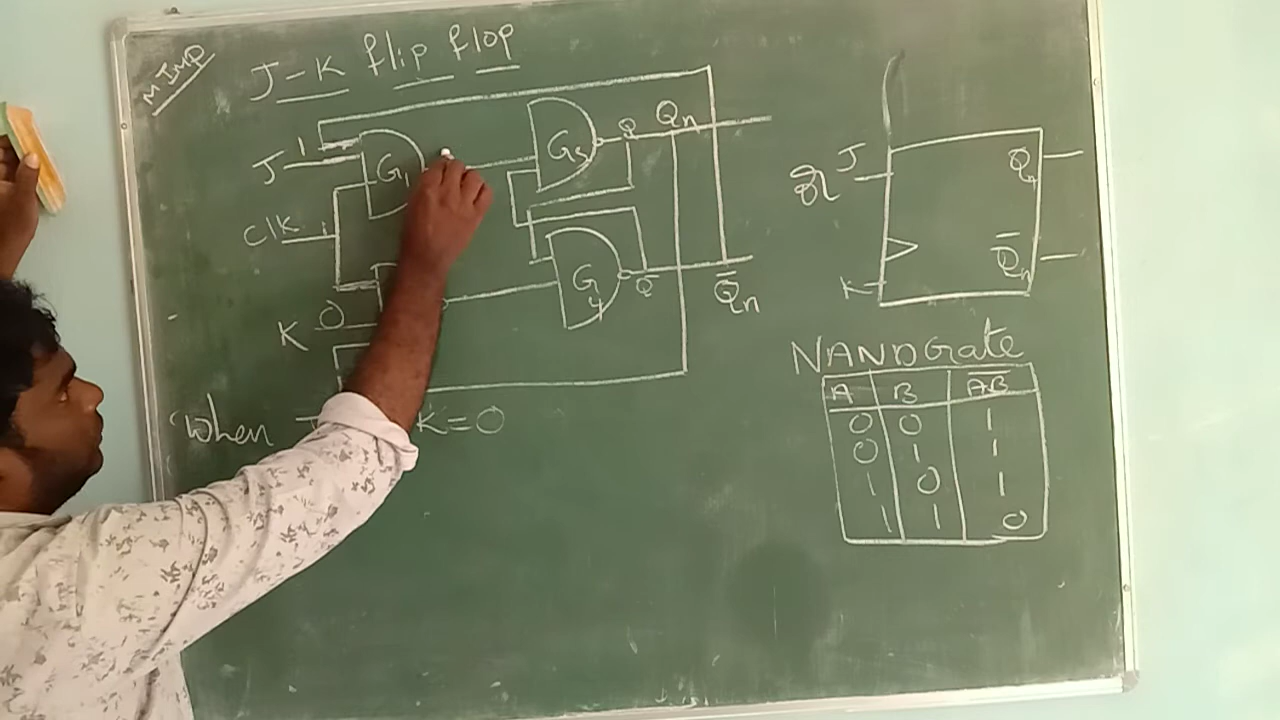 M IMP
J-K flip flop
J 1
G1
G3
Q
Qn
clk 1
K 0
G4
Q̅
Q̅n
When K=0
J
Qn
K
Q̅n
NAND Gate
A B A̅B̅
0 0 1
0 1 1
1 0 1
1 1 0